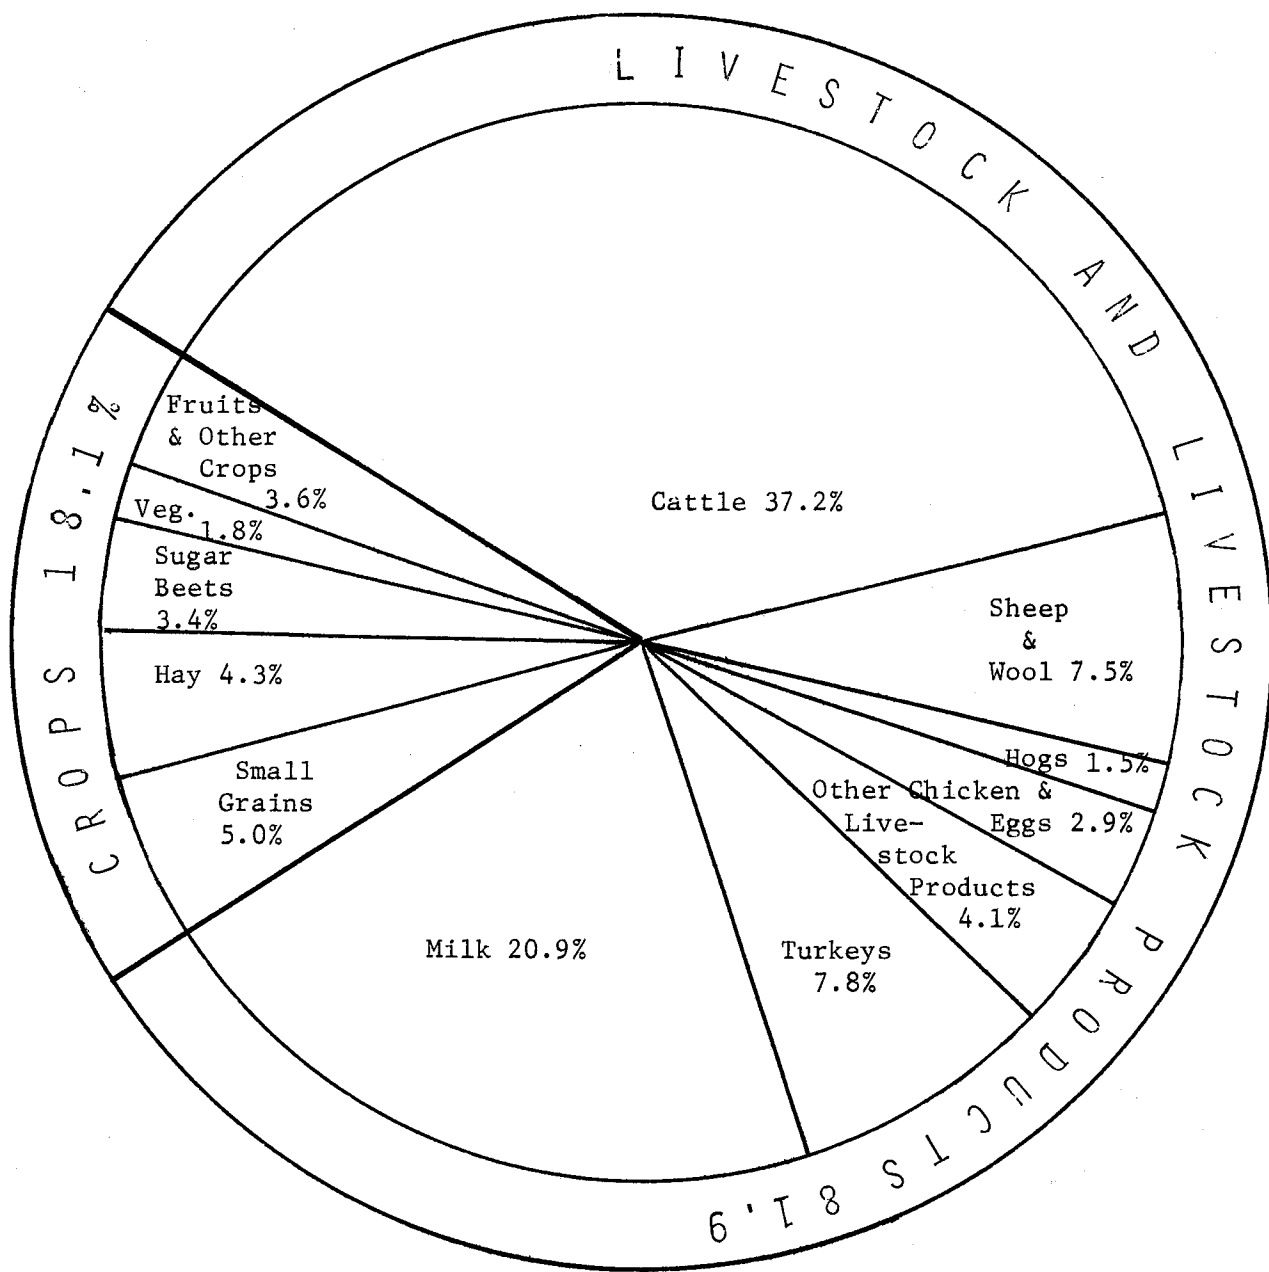 LIVESTOCK AND LIVESTOCK PRODUCTS 81.9
CROPS 18.1%
Cattle 37.2%
Sheep
&
Wool 7.5%
Hogs 1.5%
Chicken &
Eggs 2.9%
Other
Live-
stock
Products
4.1%
Turkeys
7.8%
Milk 20.9%
Small
Grains
5.0%
Hay 4.3%
Sugar
Beets
3.4%
Veg.
1.8%
Fruits
& Other
Crops
3.6%